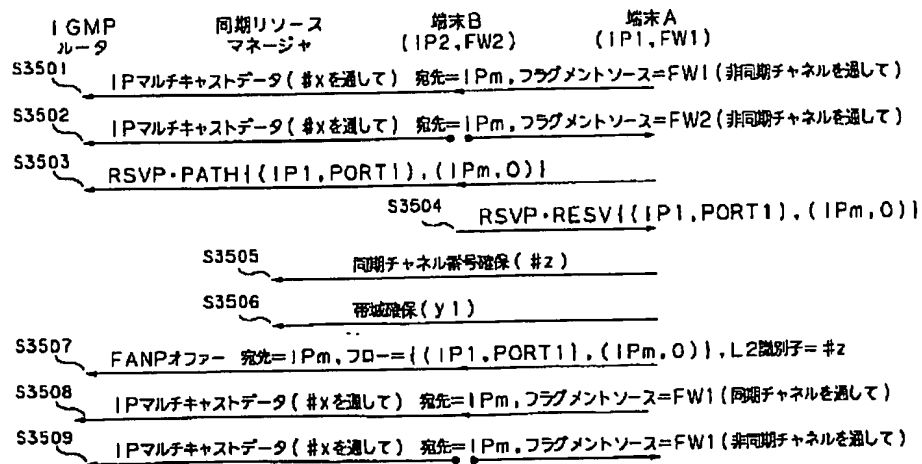 IGMP
ルータ
同期リソース
マネージャ
端末B
(IP2,FW2)
端末A
(IP1,FW1)
S3501
IPマルチキャストデータ(#xを通して) 宛先=IPm,フラグメントソース=FW1(非同期チャネルを通して)
S3502
IPマルチキャストデータ(#xを通して) 宛先=IPm,フラグメントソース=FW2(非同期チャネルを通して)
S3503
RSVP・PATH{(IP1,PORT1),(IPm,0)}
S3504
RSVP・RESV{(IP1,PORT1),(IPm,0)}
S3505
同期チャネル番号確保(#z)
S3506
帯域確保(y1)
S3507
FANPオファー 宛先=IPm,フロー={(IP1,PORT1),(IPm,0)},L2識別子=#z
S3508
IPマルチキャストデータ(#xを通して) 宛先=IPm,フラグメントソース=FW1(同期チャネルを通して)
S3509
IPマルチキャストデータ(#xを通して) 宛先=IPm,フラグメントソース=FW1(非同期チャネルを通して)